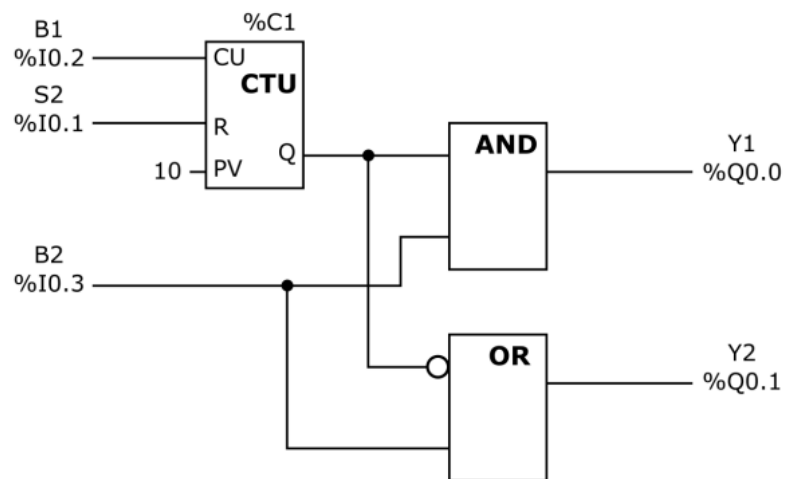 %C1
B1
%I0.2
CU
CTU
S2
%I0.1
R
Q
10
PV
AND
Y1
%Q0.0
B2
%I0.3
OR
Y2
%Q0.1